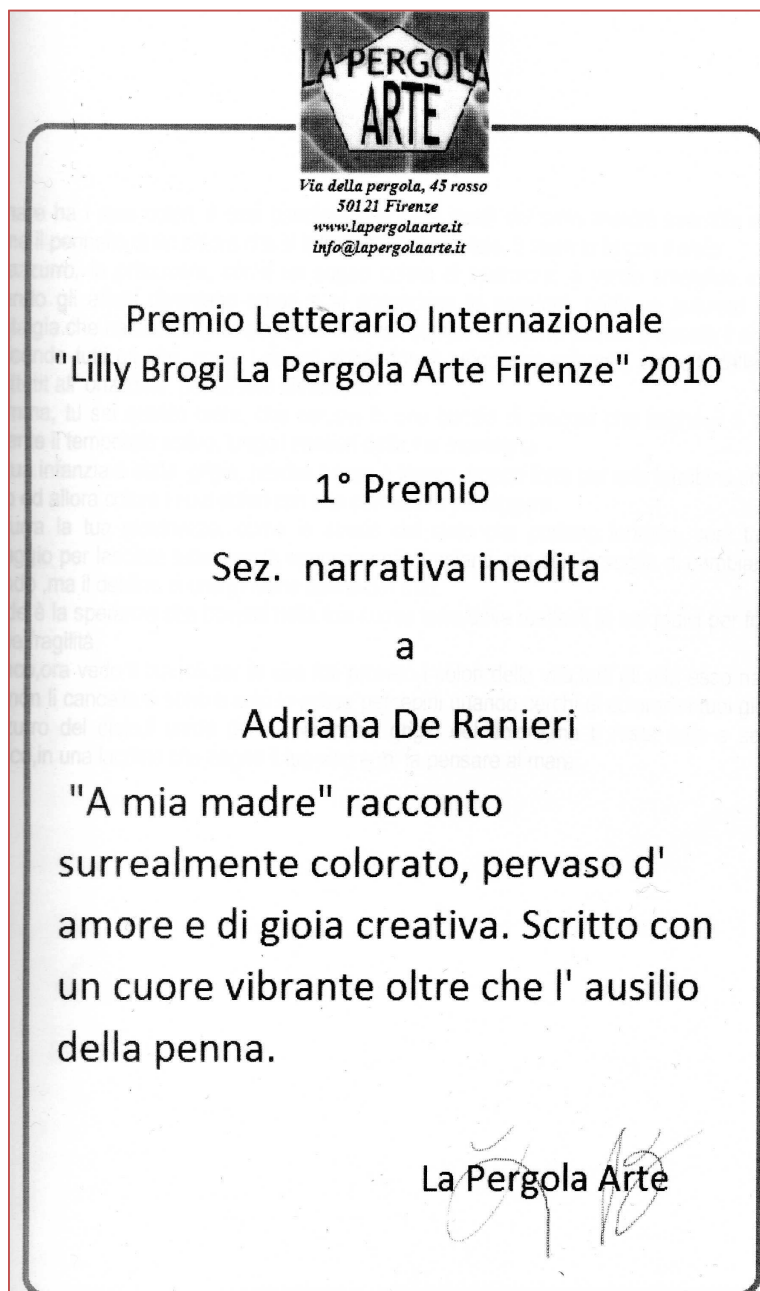 LA PERGOLA
ARTE
Via della pergola, 45 rosso
50121 Firenze
www.lapergolaarte.it
info@lapergolaarte.it
Premio Letterario Internazionale
"Lilly Brogi La Pergola Arte Firenze" 2010
1° Premio
Sez. narrativa inedita
a
Adriana De Ranieri
"A mia madre" racconto
surrealmente colorato, pervaso d'
amore e di gioia creativa. Scritto con
un cuore vibrante oltre che l' ausilio
della penna.
La Pergola Arte